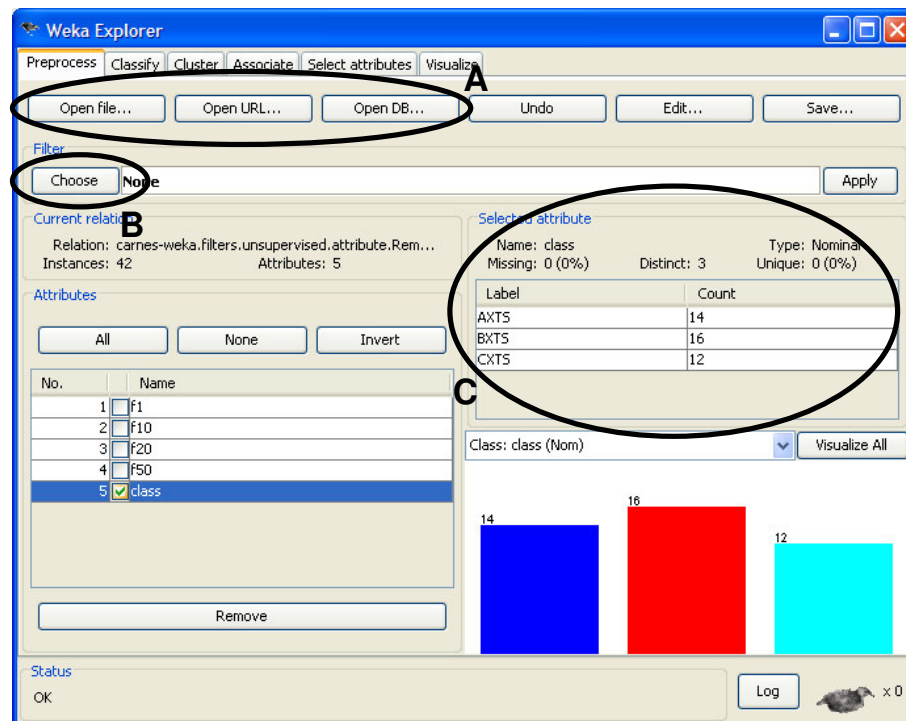 Weka Explorer
Preprocess Classify Cluster Associate Select attributes Visualize
A
Open file... Open URL... Open DB... Undo Edit... Save...
Filter
Choose None Apply
B
Current relation
Relation: carnes-weka.filters.unsupervised.attribute.Rem...
Instances: 42 Attributes: 5
Selected attribute
Name: class Type: Nominal
Missing: 0 (0%) Distinct: 3 Unique: 0 (0%)
Label Count
AXTS 14
BXTS 16
CXTS 12
Attributes
All None Invert
C
No. Name
1 f1
2 f10
3 f20
4 f50
5 class
Remove
Class: class (Nom) Visualize All
14 16 12
Status
OK
Log x 0